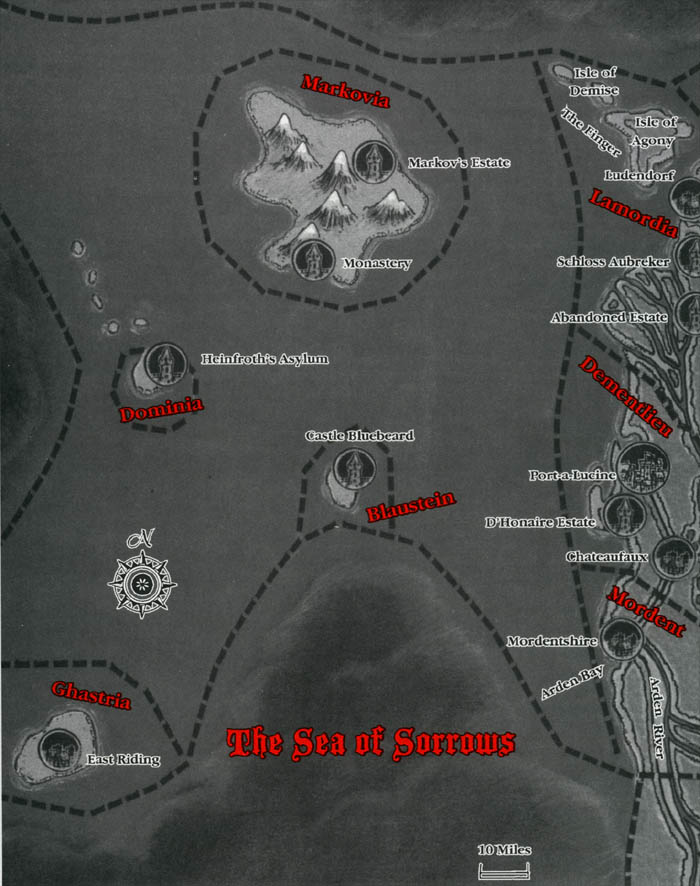 Markovia
Isle of
Demise
The Finger
Isle of
Agony
Markov's Estate
Ludendorf
Lamordia
Monastery
Schloss Aubreker
Abandoned Estate
Heinfroth's Asylum
Dominia
Dementlieu
Castle Bluebeard
Port-a-Lucine
Blaustein
D'Honaire Estate
Chateaufaux
N
Mordent
Mordentshire
Arden Bay
Arden River
Ghastria
East Riding
The Sea of Sorrows
10 Miles